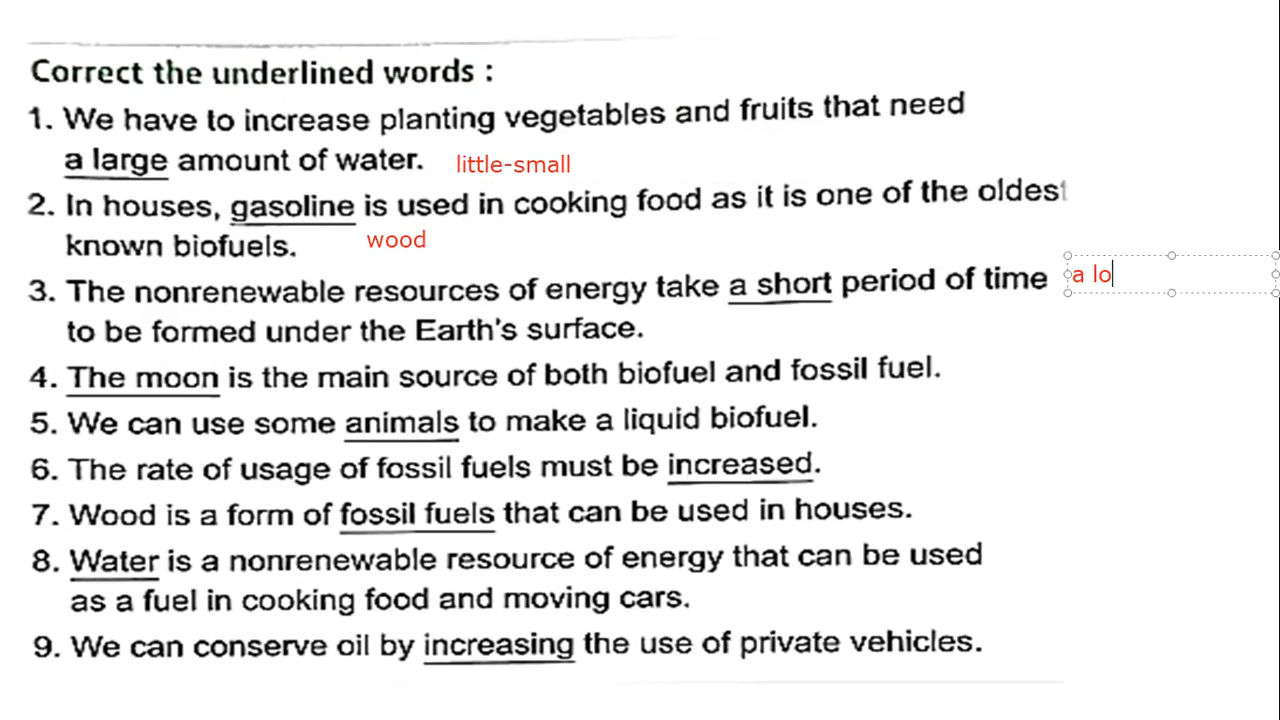 Correct the underlined words :
1. We have to increase planting vegetables and fruits that need
a large amount of water. little-small
2. In houses, gasoline is used in cooking food as it is one of the oldest
known biofuels. wood
3. The nonrenewable resources of energy take a short period of time a lo
to be formed under the Earth's surface.
4. The moon is the main source of both biofuel and fossil fuel.
5. We can use some animals to make a liquid biofuel.
6. The rate of usage of fossil fuels must be increased.
7. Wood is a form of fossil fuels that can be used in houses.
8. Water is a nonrenewable resource of energy that can be used
as a fuel in cooking food and moving cars.
9. We can conserve oil by increasing the use of private vehicles.